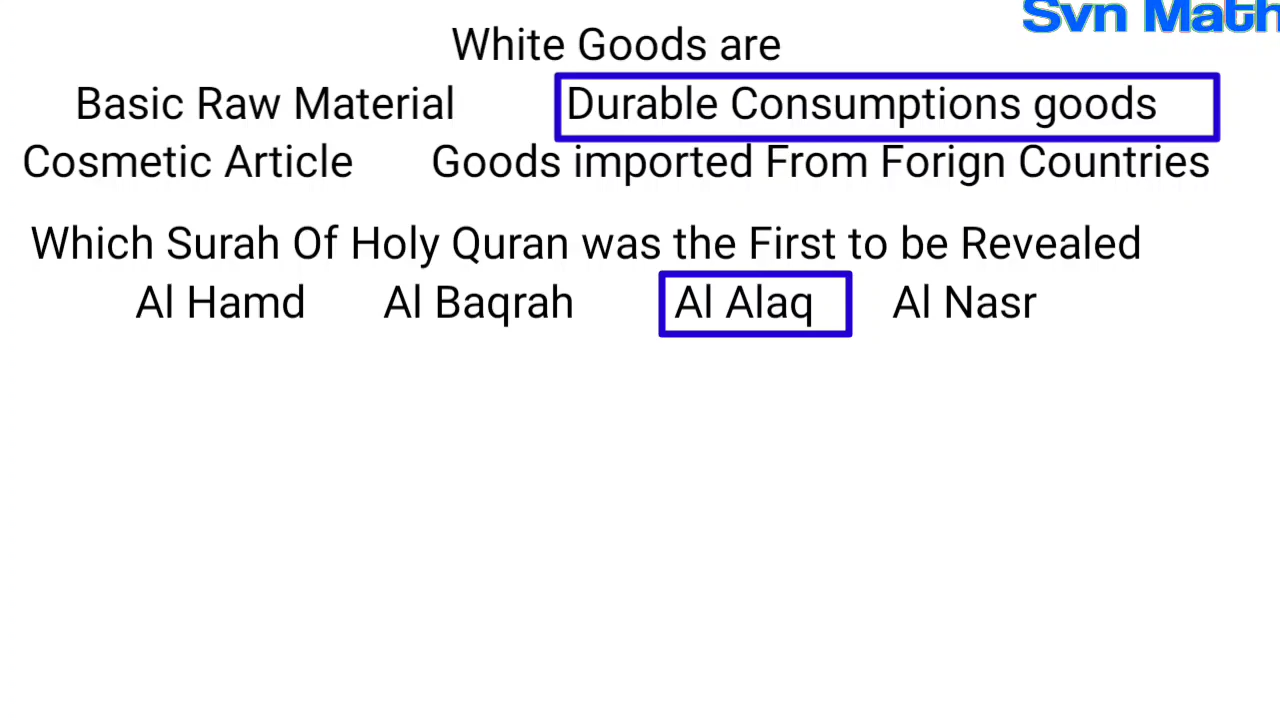 Svn Math
White Goods are
Basic Raw Material Durable Consumptions goods
Cosmetic Article Goods imported From Forign Countries
Which Surah Of Holy Quran was the First to be Revealed
Al Hamd Al Baqrah Al Alaq Al Nasr